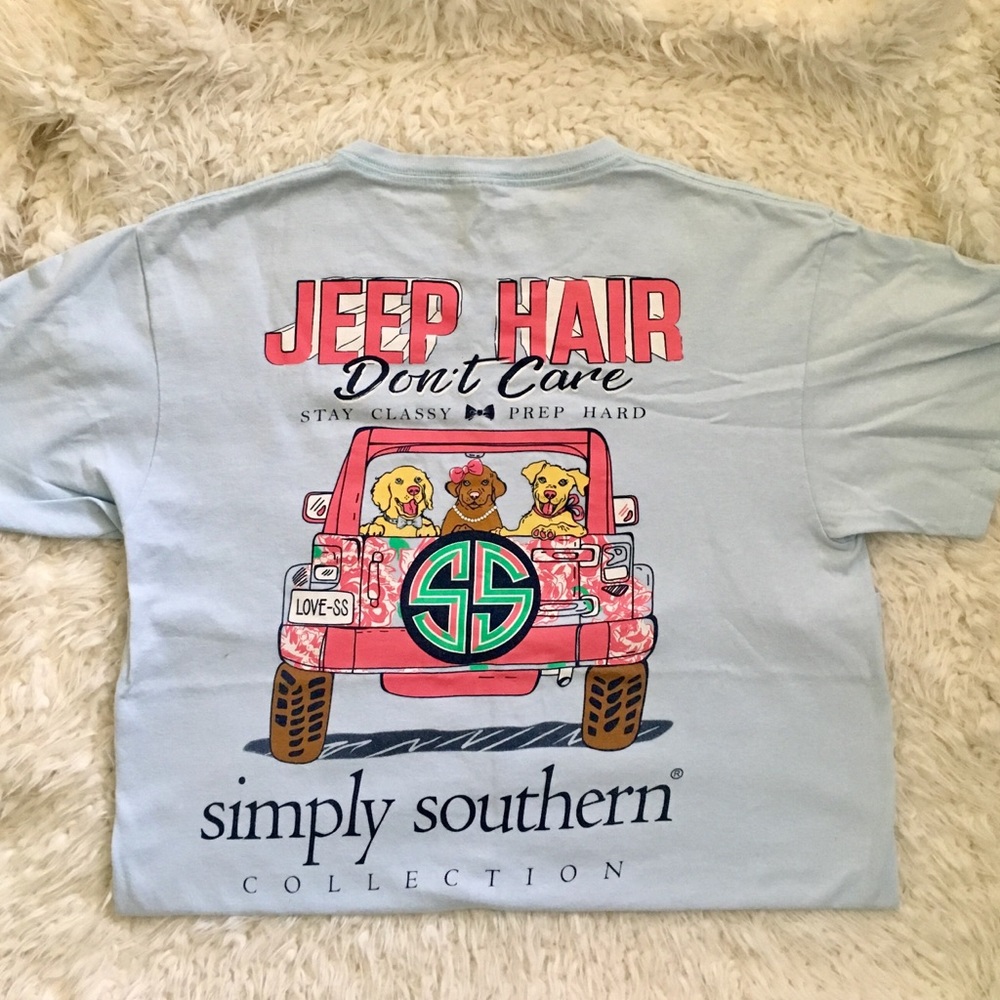 JEEP HAIR
Don't Care
STAY CLASSY PREP HARD
SS
LOVE-SS
simply southern®
COLLECTION